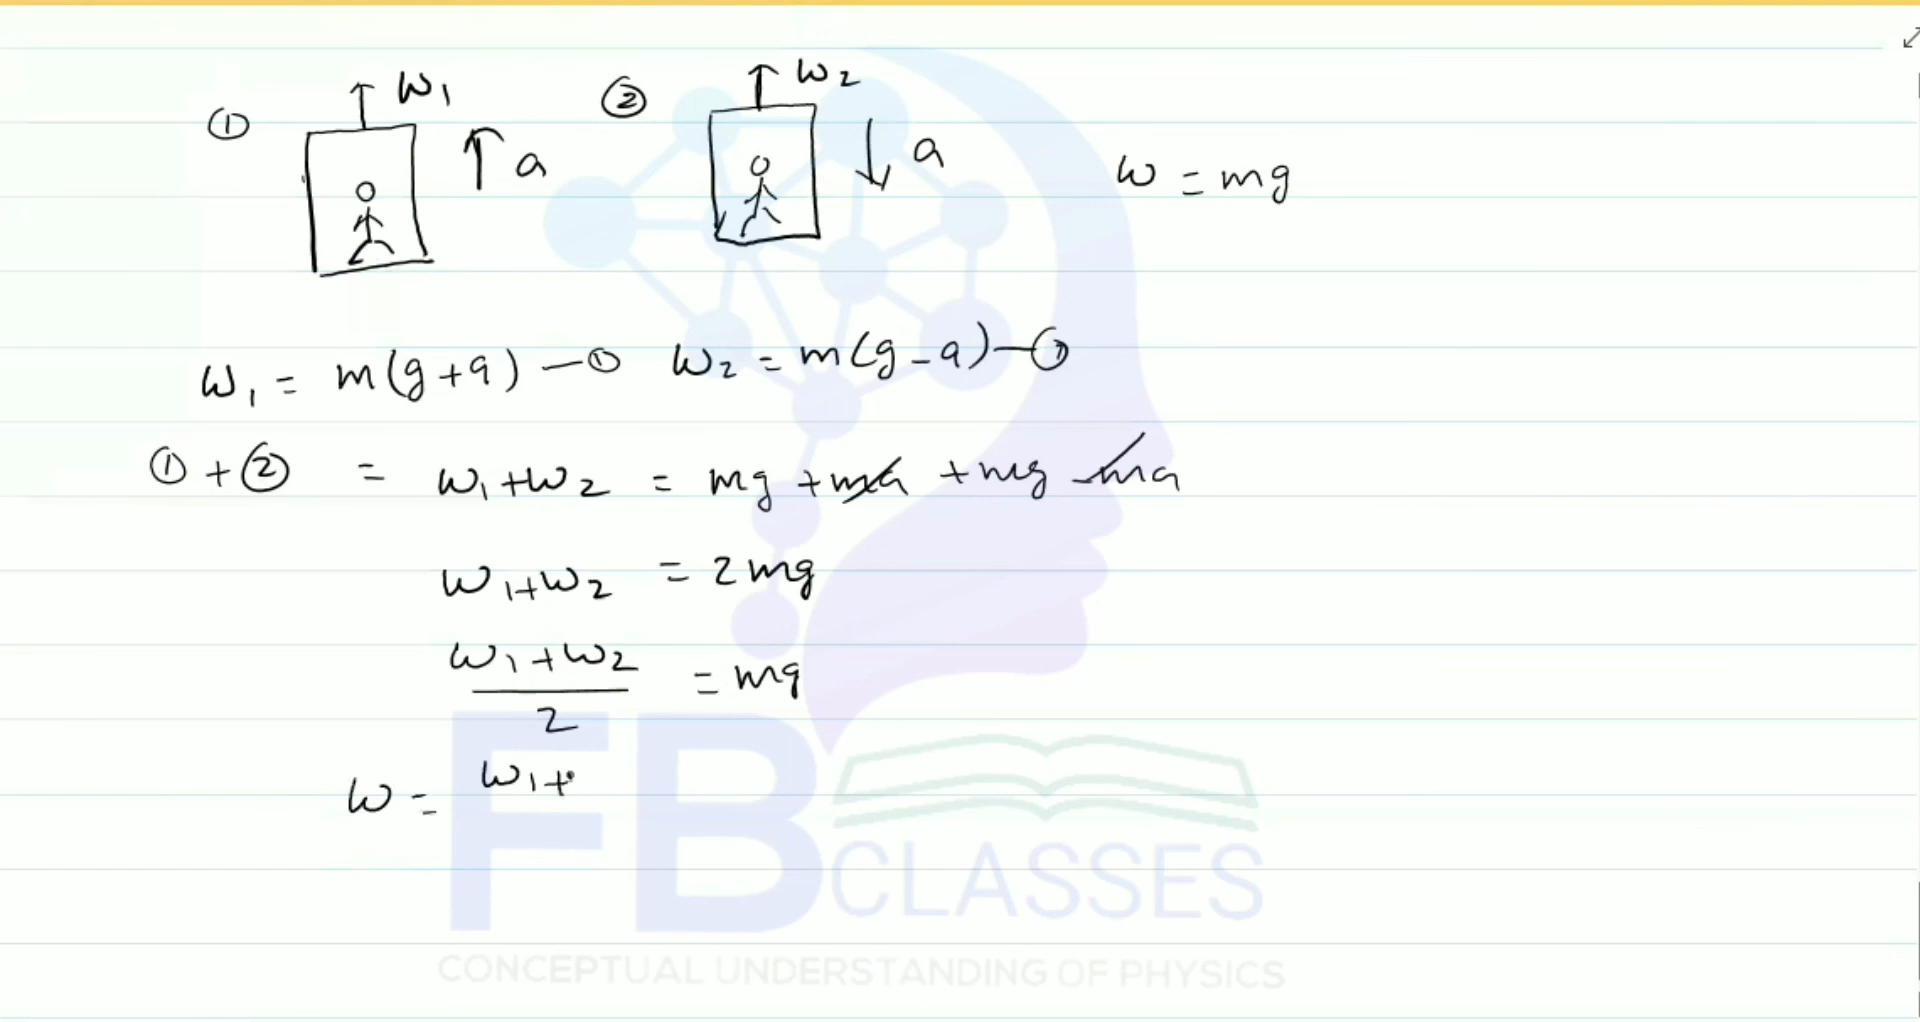 ① ↑ w₁ ↑ a ② ↑ w₂ ↓ a w = mg
w₁ = m(g+a) —① w₂ = m(g-a) —①
① + ② = w₁+w₂ = mg + ma + mg - ma
w₁+w₂ = 2mg
w₁+w₂
2
= mg
w = w₁+
FB CLASSES
CONCEPTUAL UNDERSTANDING OF PHYSICS